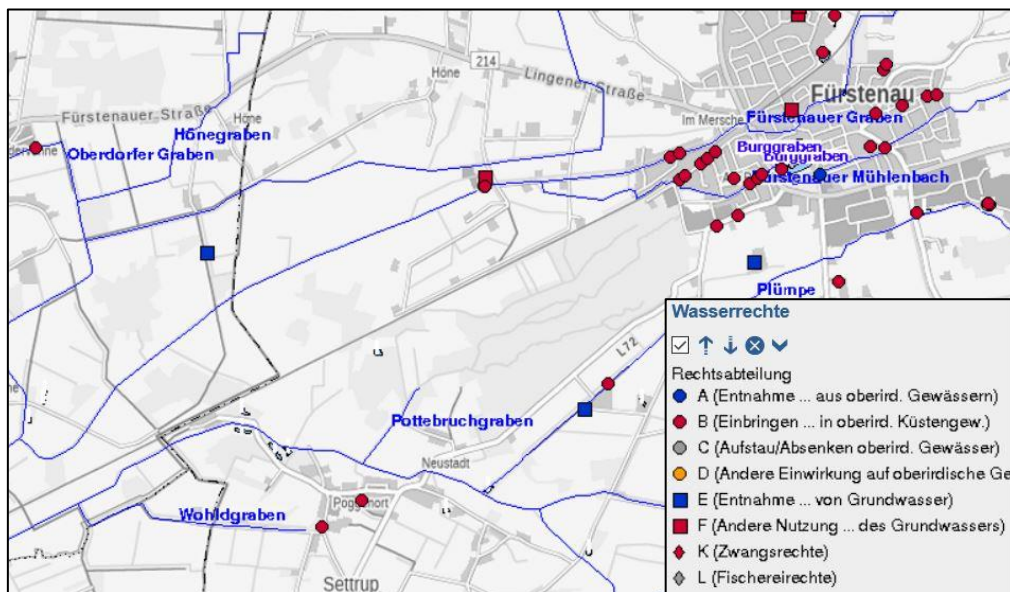 Höne
214
Lingener Straße
Fürstenau
Fürstenauer Straße
Höne
Im Mersche
Fürstenauer Graben
Hönegraben
Oberdorfer Graben
Burggraben
Burggraben
Fürstenauer Mühlenbach
Plümpe
L72
Pottebruchgraben
Neustadt
Wohldgraben
Settrup
Wasserrechte
Rechtsabteilung
A (Entnahme ... aus oberird. Gewässern)
B (Einbringen ... in oberird. Küstengew.)
C (Aufstau/Absenken oberird. Gewässer)
D (Andere Einwirkung auf oberirdische Ge
E (Entnahme ... von Grundwasser)
F (Andere Nutzung ... des Grundwassers)
K (Zwangsrechte)
L (Fischereirechte)